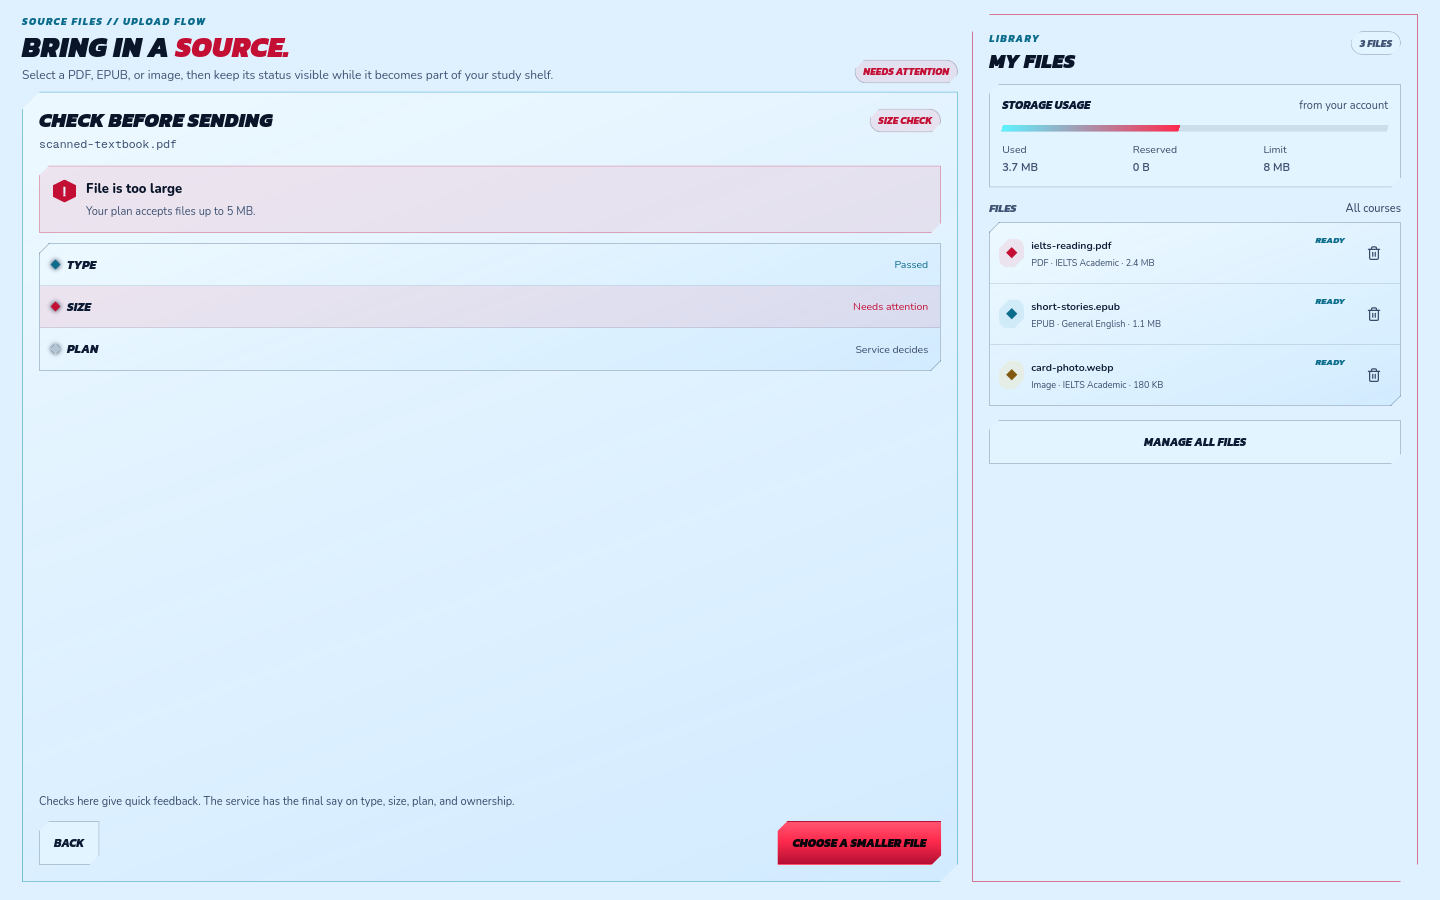 SOURCE FILES // UPLOAD FLOW
BRING IN A SOURCE.
Select a PDF, EPUB, or image, then keep its status visible while it becomes part of your study shelf.
NEEDS ATTENTION
CHECK BEFORE SENDING
SIZE CHECK
scanned-textbook.pdf
!
File is too large
Your plan accepts files up to 5 MB.
TYPE
Passed
SIZE
Needs attention
PLAN
Service decides
Checks here give quick feedback. The service has the final say on type, size, plan, and ownership.
BACK
CHOOSE A SMALLER FILE
LIBRARY
MY FILES
3 FILES
STORAGE USAGE
from your account
Used
Reserved
Limit
3.7 MB
0 B
8 MB
FILES
All courses
ielts-reading.pdf
READY
PDF · IELTS Academic · 2.4 MB
short-stories.epub
READY
EPUB · General English · 1.1 MB
card-photo.webp
READY
Image · IELTS Academic · 180 KB
MANAGE ALL FILES